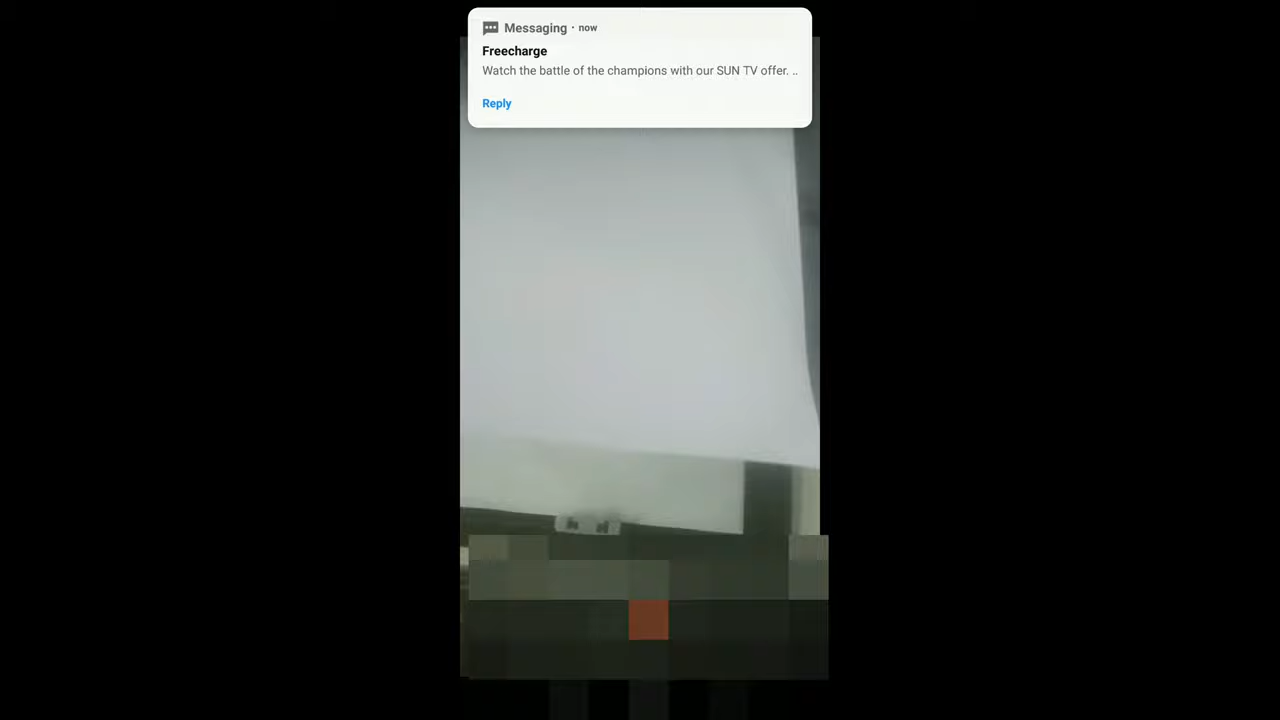 Messaging · now
Freecharge
Watch the battle of the champions with our SUN TV offer. ..
Reply